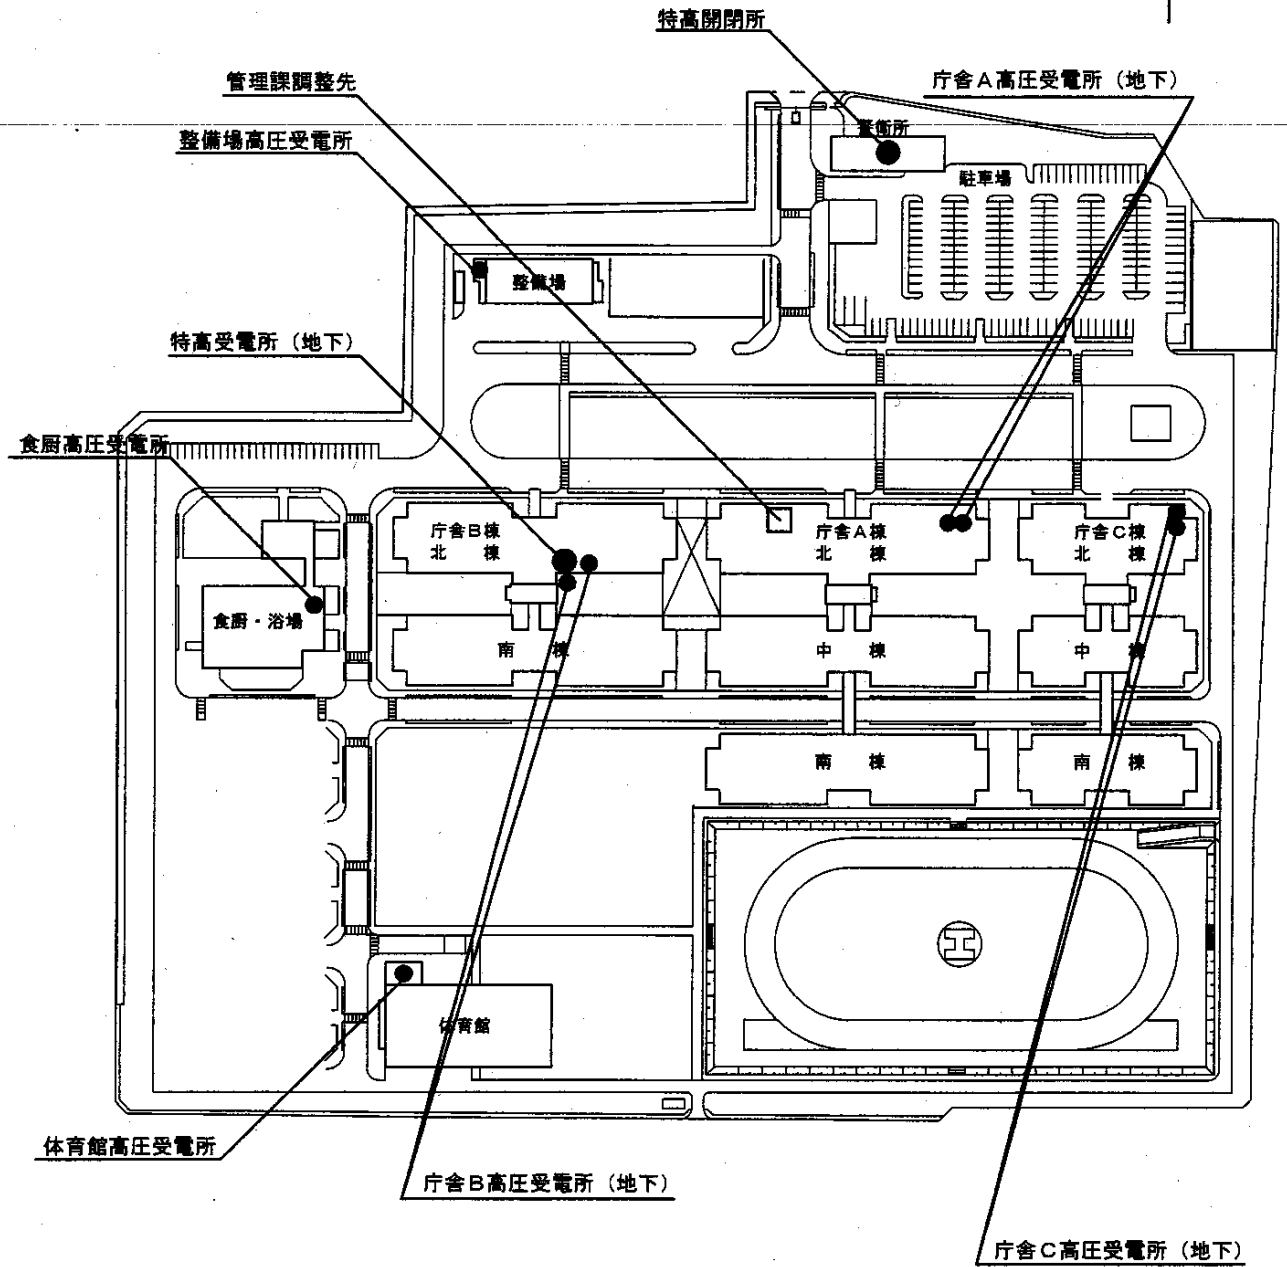 特高開閉所
管理課調整先
庁舎A高圧受電所（地下）
整備場高圧受電所
警衛所
駐車場
整備場
特高受電所（地下）
食厨高圧受電所
庁舎B棟
北　棟
庁舎A棟
北　棟
庁舎C棟
北　棟
食厨・浴場
南　棟
中　棟
中　棟
南　棟
南　棟
H
体育館
体育館高圧受電所
庁舎B高圧受電所（地下）
庁舎C高圧受電所（地下）